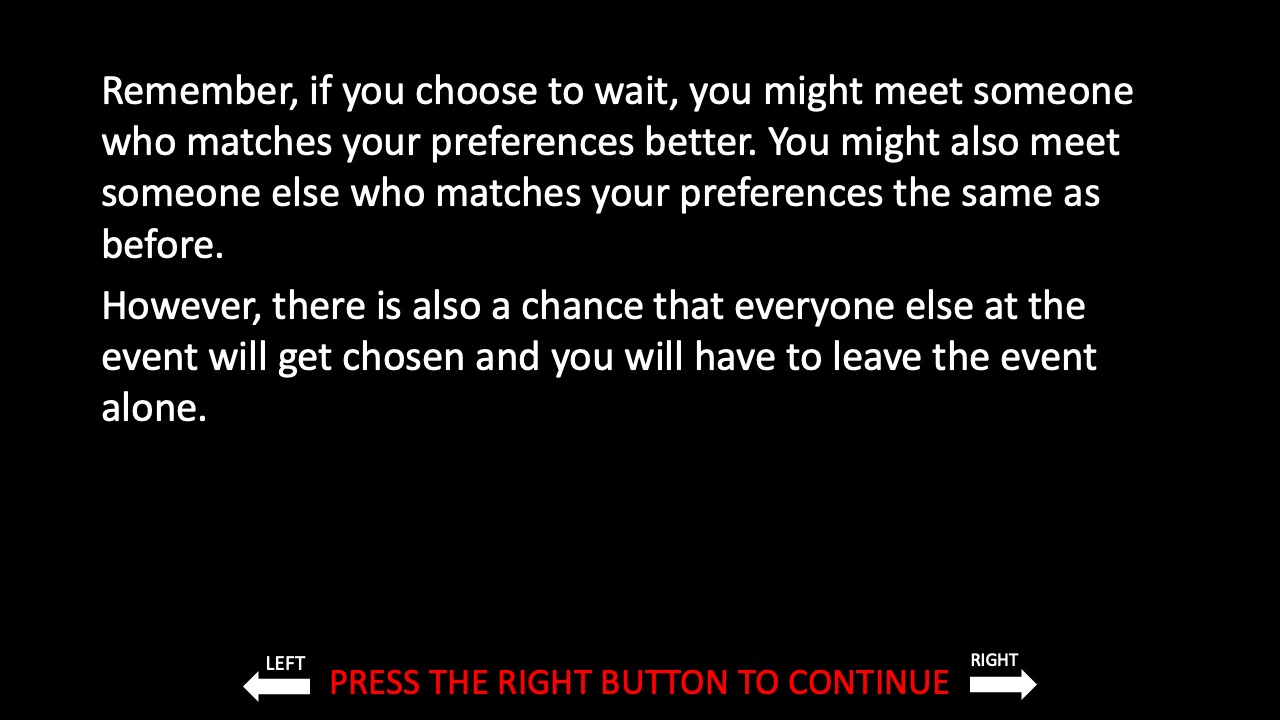 Remember, if you choose to wait, you might meet someone
who matches your preferences better. You might also meet
someone else who matches your preferences the same as
before.
However, there is also a chance that everyone else at the
event will get chosen and you will have to leave the event
alone.
LEFT
PRESS THE RIGHT BUTTON TO CONTINUE
RIGHT